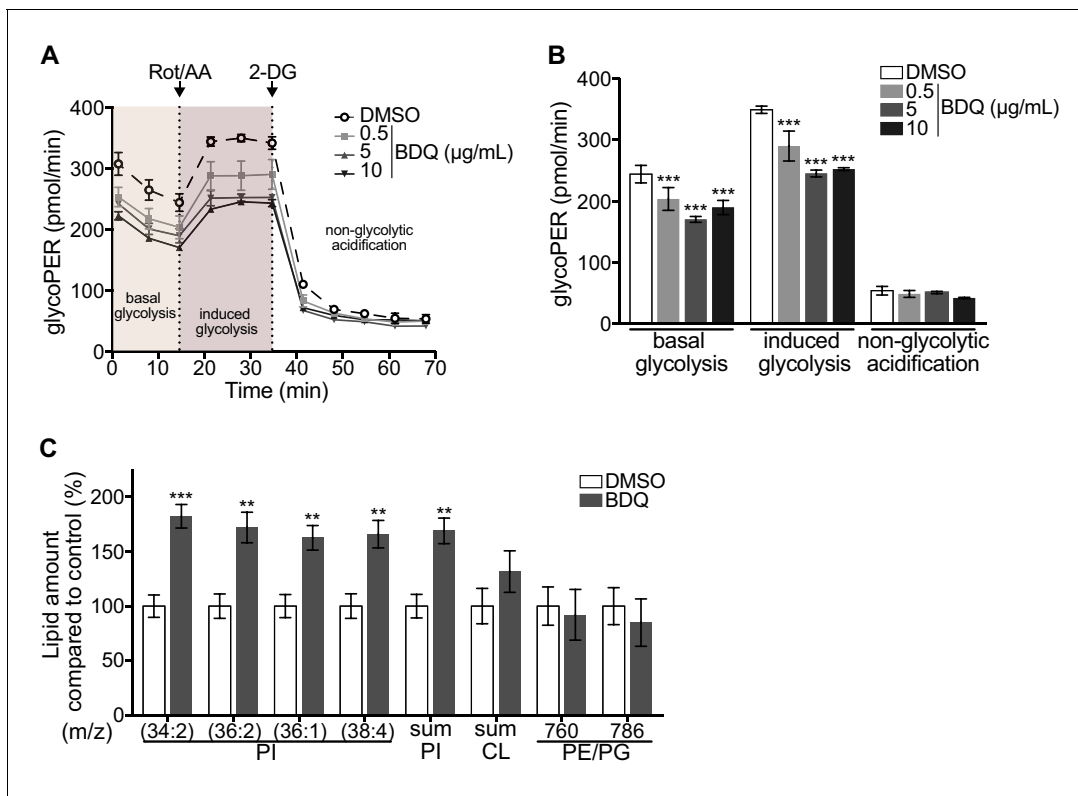 A
Rot/AA 2-DG
DMSO
0.5
5
10
BDQ (µg/mL)
glycoPER (pmol/min)
400
300
200
100
0
basal
glycolysis
induced
glycolysis
non-glycolytic
acidification
0 10 20 30 40 50 60 70
Time (min)
B
DMSO
0.5
5
10
BDQ (µg/mL)
glycoPER (pmol/min)
400
300
200
100
0
*** *** ***
*** *** ***
basal
glycolysis
induced
glycolysis
non-glycolytic
acidification
C
DMSO
BDQ
Lipid amount
compared to control (%)
200
150
100
50
0
*** ** ** ** **
(m/z) (34:2) (36:2) (36:1) (38:4) sum sum 760 786
PI PI CL PE/PG